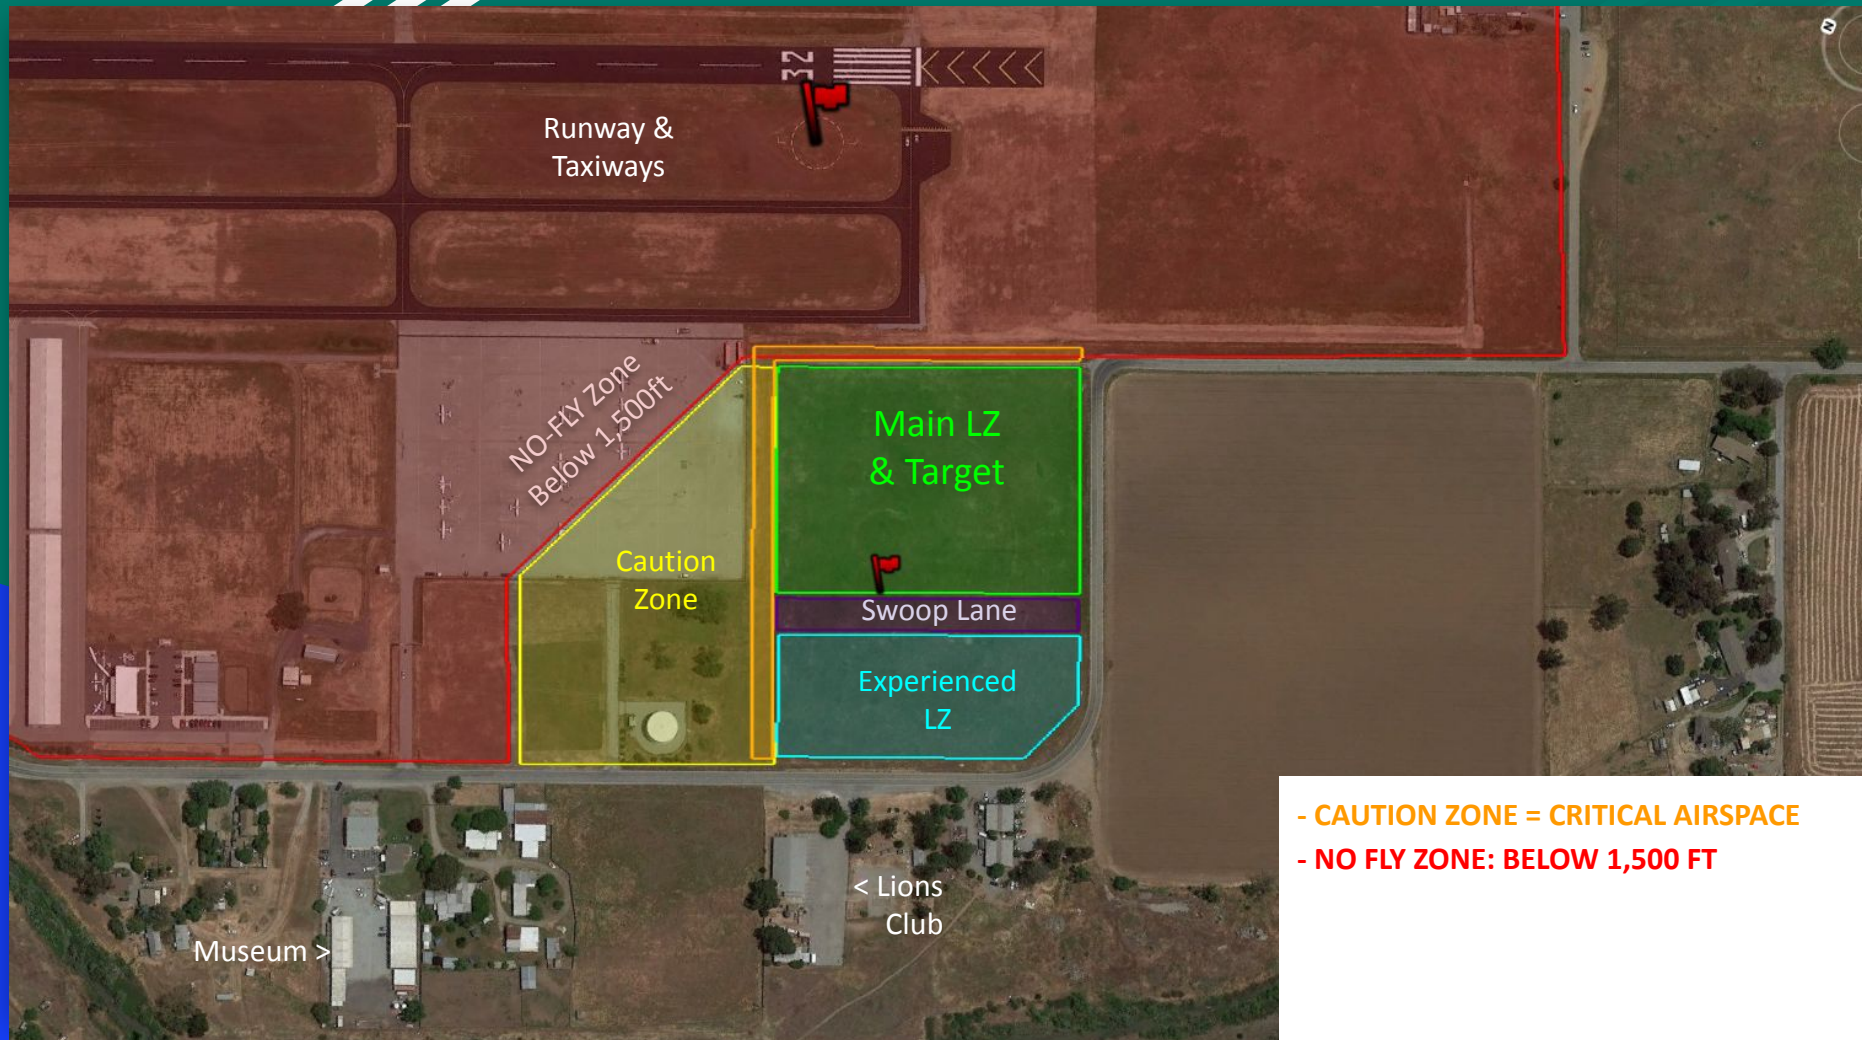 32
Runway &
Taxiways
NO-FLY Zone
Below 1,500ft
Main LZ
& Target
Caution
Zone
Swoop Lane
Experienced
LZ
- CAUTION ZONE = CRITICAL AIRSPACE
- NO FLY ZONE: BELOW 1,500 FT
< Lions
Club
Museum >
N